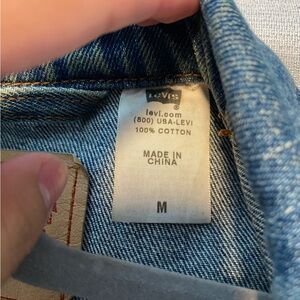 Levi's
levi.com
(800) USA-LEVI
100% COTTON
MADE IN
CHINA
M